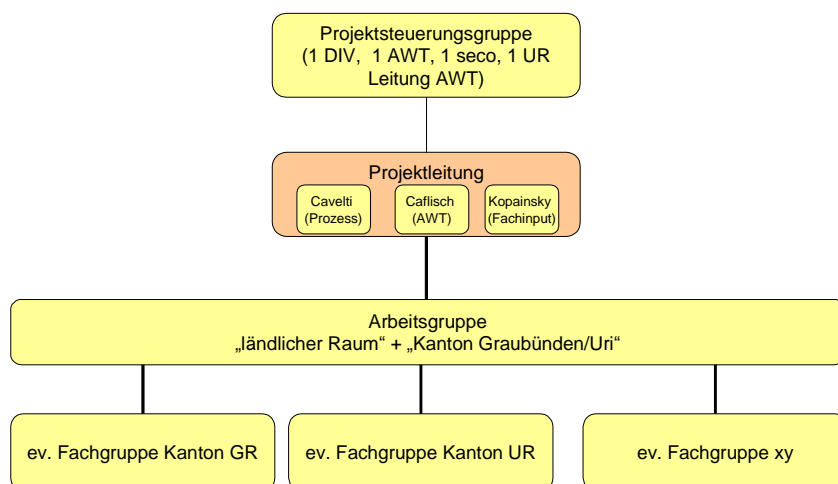 Projektsteuerungsgruppe
(1 DIV, 1 AWT, 1 seco, 1 UR
Leitung AWT)
Projektleitung
Cavelti
(Prozess)
Caflisch
(AWT)
Kopainsky
(Fachinput)
Arbeitsgruppe
„ländlicher Raum“ + „Kanton Graubünden/Uri“
ev. Fachgruppe Kanton GR
ev. Fachgruppe Kanton UR
ev. Fachgruppe xy